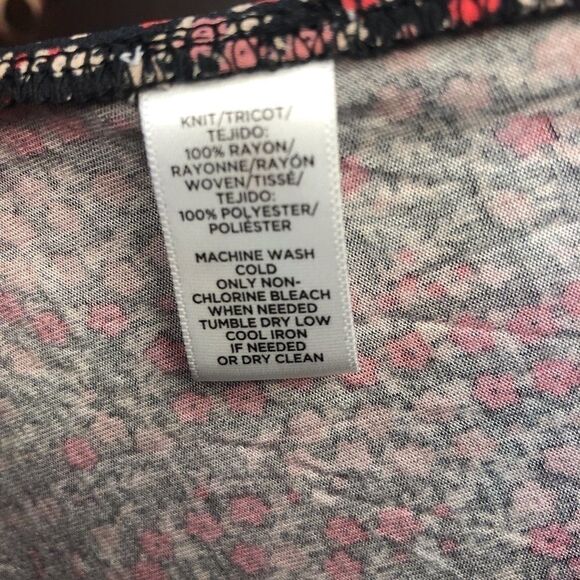 KNIT/TRICOT/
TEJIDO:
100% RAYON/
RAYONNE/RAYÓN
WOVEN/TISSÉ/
TEJIDO:
100% POLYESTER/
POLIÉSTER
MACHINE WASH
COLD
ONLY NON-
CHLORINE BLEACH
WHEN NEEDED
TUMBLE DRY LOW
COOL IRON
IF NEEDED
OR DRY CLEAN